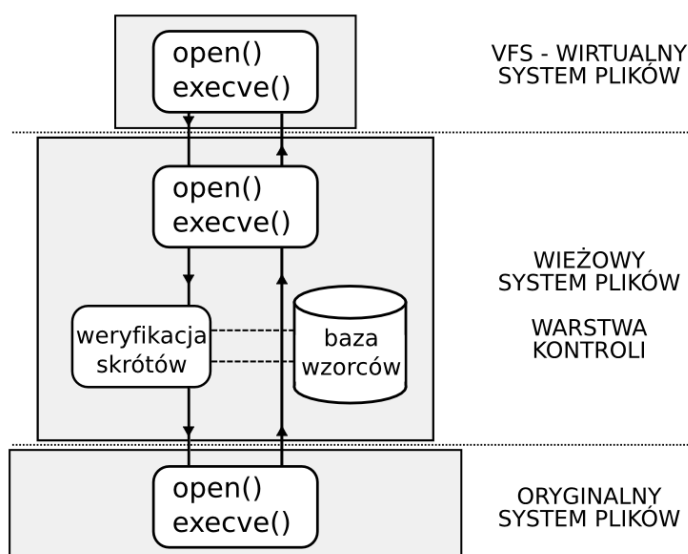 open()
execve()
VFS - WIRTUALNY
SYSTEM PLIKÓW
open()
execve()
WIEŻOWY
SYSTEM PLIKÓW
WARSTWA
KONTROLI
weryfikacja
skrótów
baza
wzorców
open()
execve()
ORYGINALNY
SYSTEM PLIKÓW